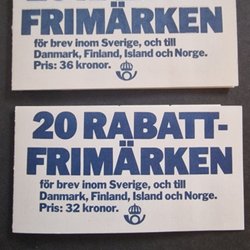 FRIMÄRKEN
för brev inom Sverige, och till
Danmark, Finland, Island och Norge.
Pris: 36 kronor.
20 RABATT-
FRIMÄRKEN
för brev inom Sverige, och till
Danmark, Finland, Island och Norge.
Pris: 32 kronor.